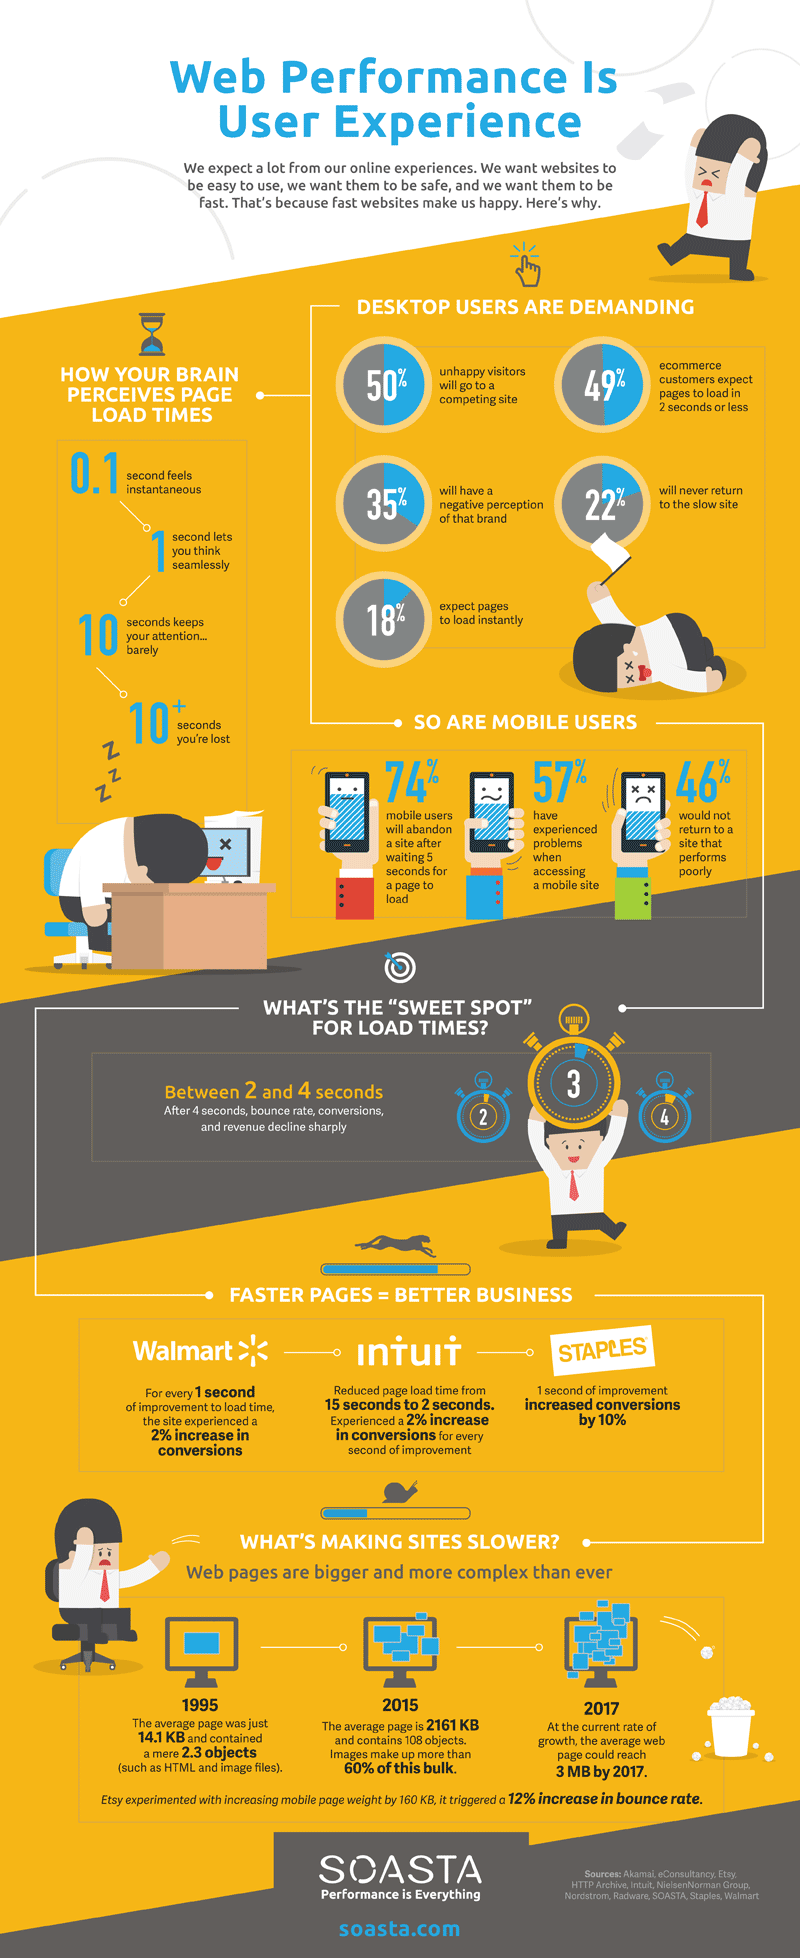 Web Performance Is
User Experience
We expect a lot from our online experiences. We want websites to
be easy to use, we want them to be safe, and we want them to be
fast. That's because fast websites make us happy. Here's why.
HOW YOUR BRAIN
PERCEIVES PAGE
LOAD TIMES
0.1 second feels
instantaneous
1 second lets
you think
seamlessly
10 seconds keeps
your attention...
barely
10+ seconds
you're lost
z
z
z
DESKTOP USERS ARE DEMANDING
50%
unhappy visitors
will go to a
competing site
49%
ecommerce
customers expect
pages to load in
2 seconds or less
35%
will have a
negative perception
of that brand
22%
will never return
to the slow site
18%
expect pages
to load instantly
SO ARE MOBILE USERS
74%
mobile users
will abandon
a site after
waiting 5
seconds for
a page to
load
57%
have
experienced
problems
when
accessing
a mobile site
46%
would not
return to a
site that
performs
poorly
WHAT'S THE “SWEET SPOT”
FOR LOAD TIMES?
Between 2 and 4 seconds
After 4 seconds, bounce rate, conversions,
and revenue decline sharply
2
3
4
FASTER PAGES = BETTER BUSINESS
Walmart
For every 1 second
of improvement to load time,
the site experienced a
2% increase in
conversions
intuit
Reduced page load time from
15 seconds to 2 seconds.
Experienced a 2% increase
in conversions for every
second of improvement
STAPLES
1 second of improvement
increased conversions
by 10%
WHAT'S MAKING SITES SLOWER?
Web pages are bigger and more complex than ever
1995
The average page was just
14.1 KB and contained
a mere 2.3 objects
(such as HTML and image files).
2015
The average page is 2161 KB
and contains 108 objects.
Images make up more than
60% of this bulk.
2017
At the current rate of
growth, the average web
page could reach
3 MB by 2017.
Etsy experimented with increasing mobile page weight by 160 KB, it triggered a 12% increase in bounce rate.
SOASTA
Performance is Everything
soasta.com
Sources: Akamai, eConsultancy, Etsy,
HTTP Archive, Intuit, NielsenNorman Group,
Nordstrom, Radware, SOASTA, Staples, Walmart